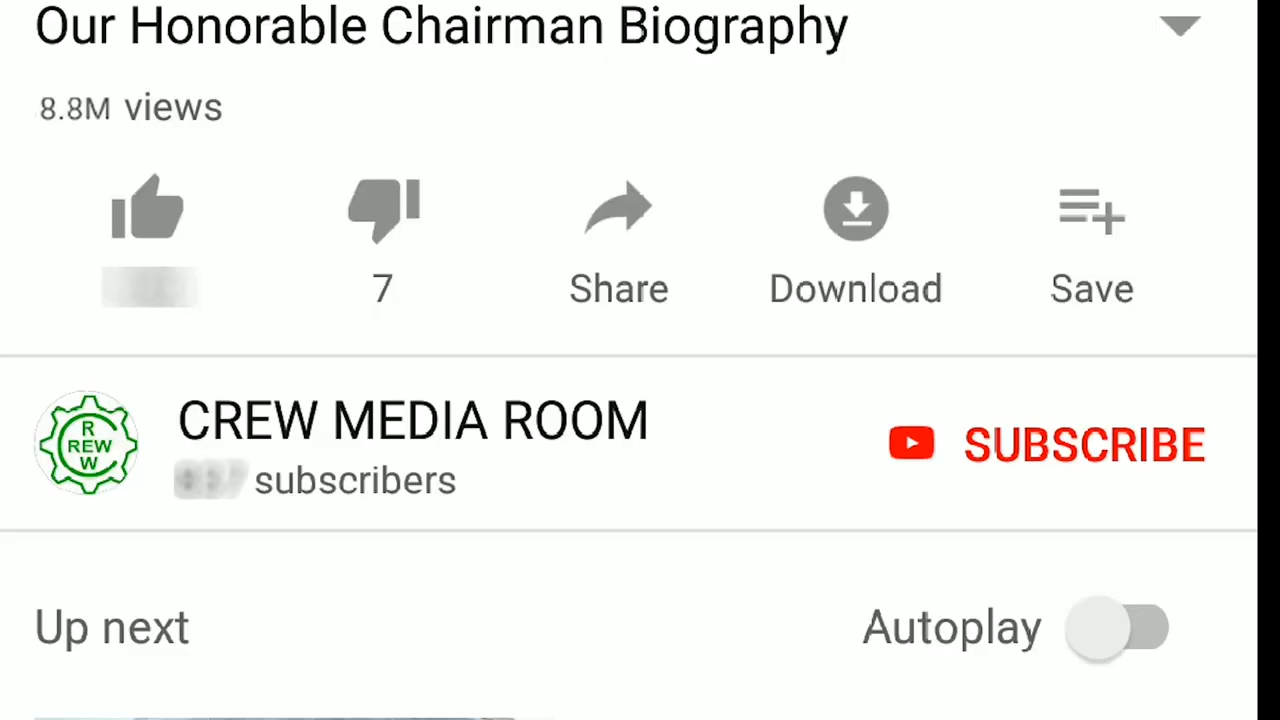 Our Honorable Chairman Biography
8.8M views
7
Share
Download
Save
CREW MEDIA ROOM
R
REW
W
subscribers
SUBSCRIBE
Up next
Autoplay